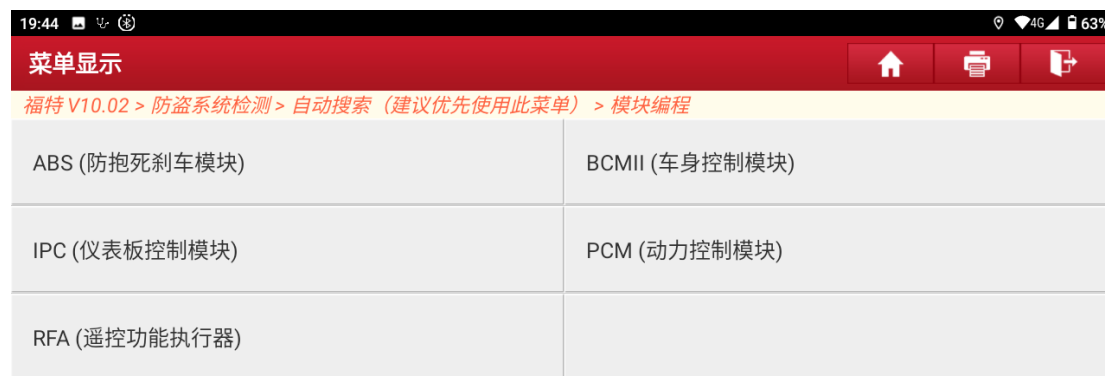 19:44 4G 63%
菜单显示
福特 V10.02 > 防盗系统检测 > 自动搜索（建议优先使用此菜单） > 模块编程
ABS (防抱死刹车模块) BCMII (车身控制模块)
IPC (仪表板控制模块) PCM (动力控制模块)
RFA (遥控功能执行器)